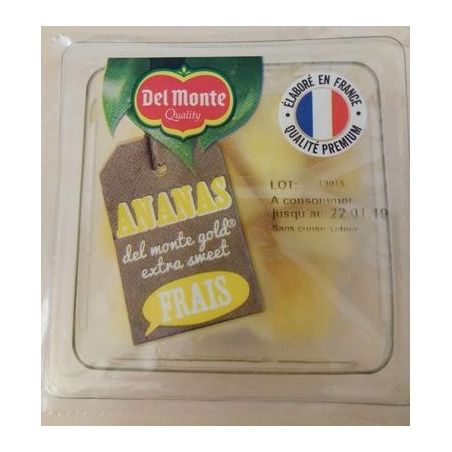 Del Monte
Quality
ÉLABORÉ EN FRANCE
QUALITÉ PREMIUM
ANANAS
del monte gold®
extra sweet
FRAIS
LOT:
A consommer
jusqu'au 22.01.19
Sans conservateur